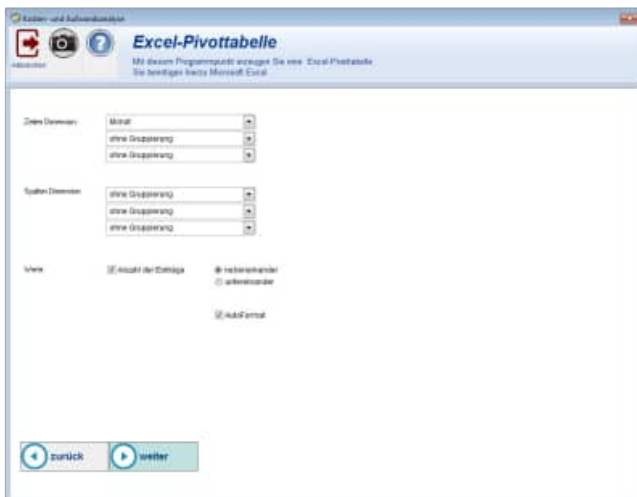 Kosten- und Aufwandsanalyse
Excel-Pivottabelle
Mit diesem Programmpunkt erzeugen Sie eine Excel-Pivottabelle
Sie benötigen hierzu Microsoft Excel
Zeilen Dimension
Monat
ohne Gruppierung
ohne Gruppierung
Spalten Dimension
ohne Gruppierung
ohne Gruppierung
ohne Gruppierung
Werte
Anzahl der Einträge
nebeneinander
untereinander
AutoFormat
zurück
weiter